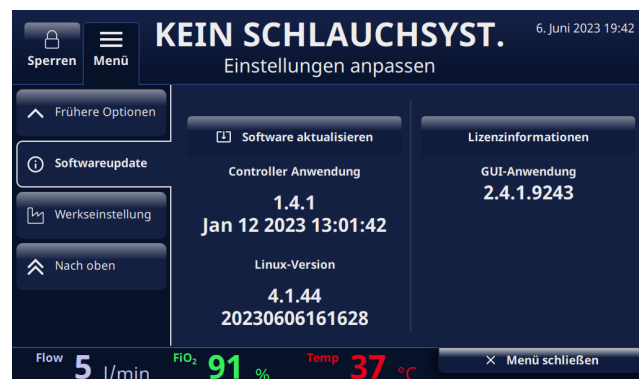 KEIN SCHLAUCHSYST.
6. Juni 2023 19:42
Sperren
Menü
Einstellungen anpassen
Frühere Optionen
Softwareupdate
Werkseinstellung
Nach oben
Software aktualisieren
Controller Anwendung
1.4.1
Jan 12 2023 13:01:42
Linux-Version
4.1.44
20230606161628
Lizenzinformationen
GUI-Anwendung
2.4.1.9243
Flow 5 l/min
FiO₂ 91 %
Temp 37 °C
× Menü schließen